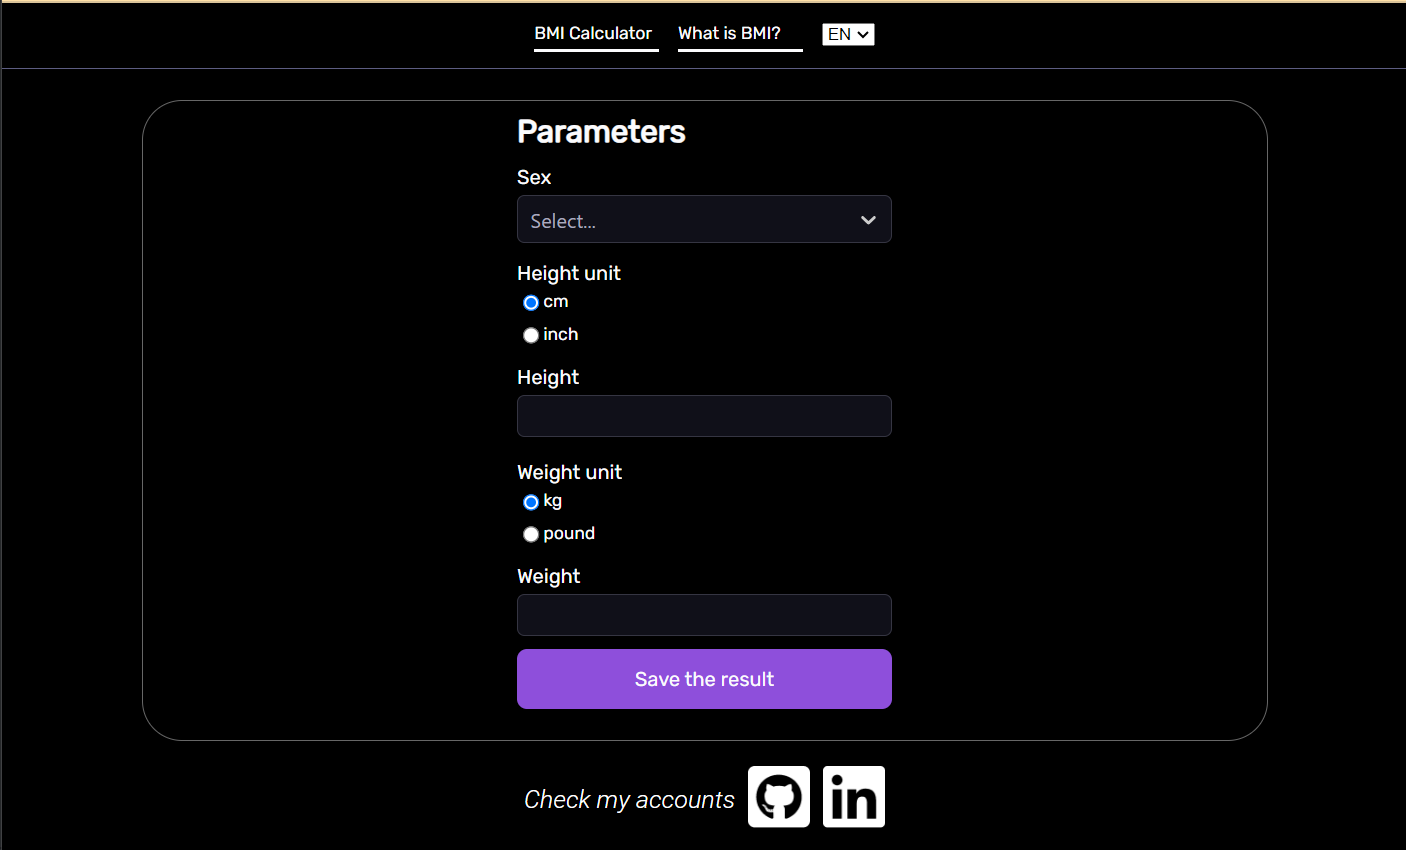 BMI Calculator What is BMI? EN
Parameters
Sex
Select...
Height unit
cm
inch
Height
Weight unit
kg
pound
Weight
Save the result
Check my accounts in